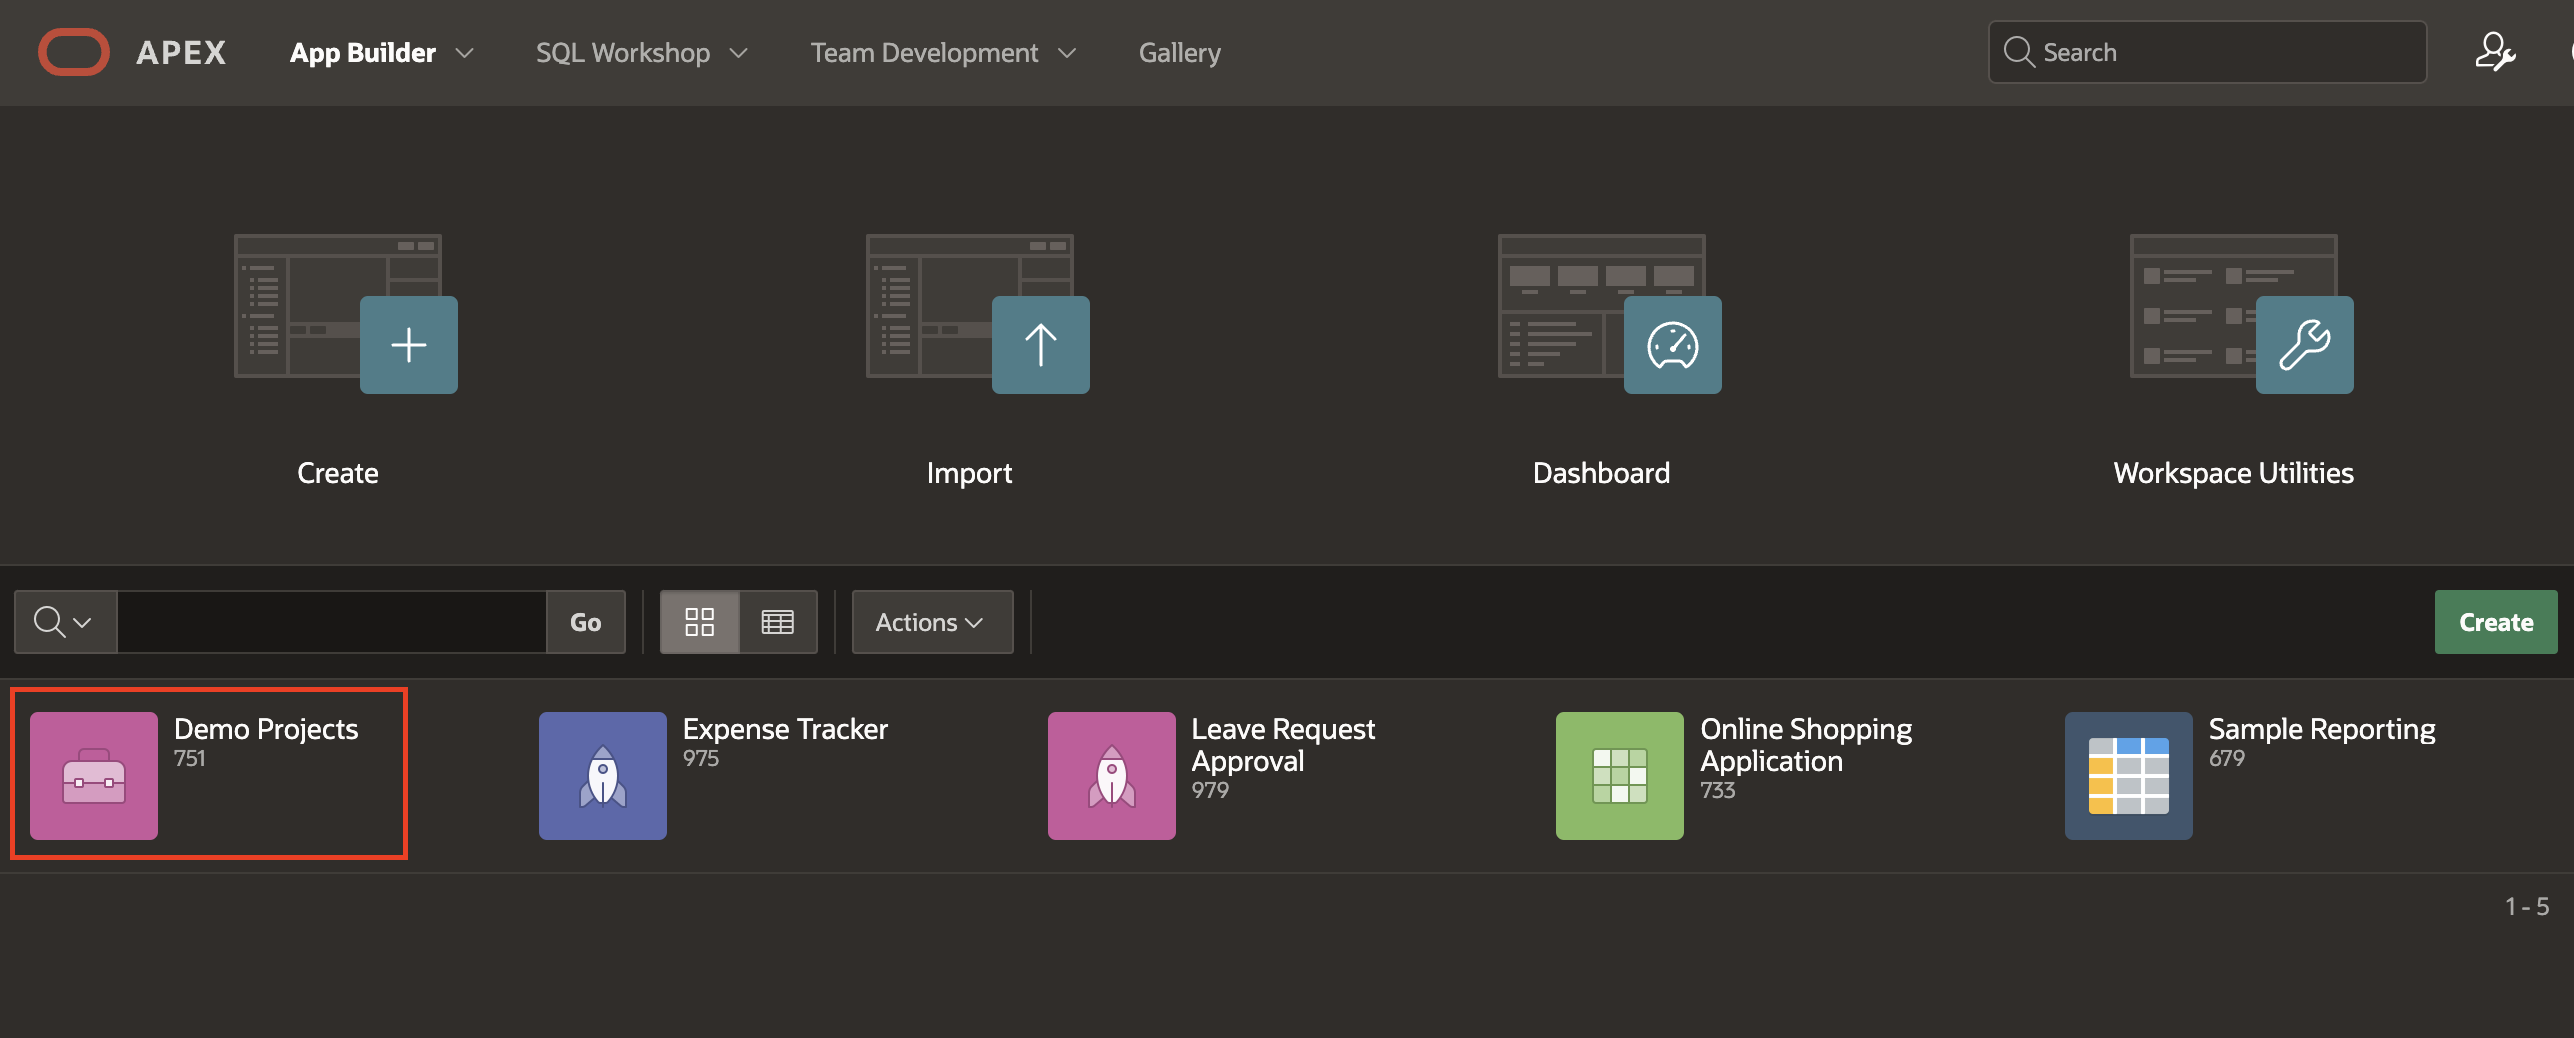 APEX
App Builder
SQL Workshop
Team Development
Gallery
Search
Create
Import
Dashboard
Workspace Utilities
Go
Actions
Create
Demo Projects
751
Expense Tracker
975
Leave Request
Approval
979
Online Shopping
Application
733
Sample Reporting
679
1 - 5